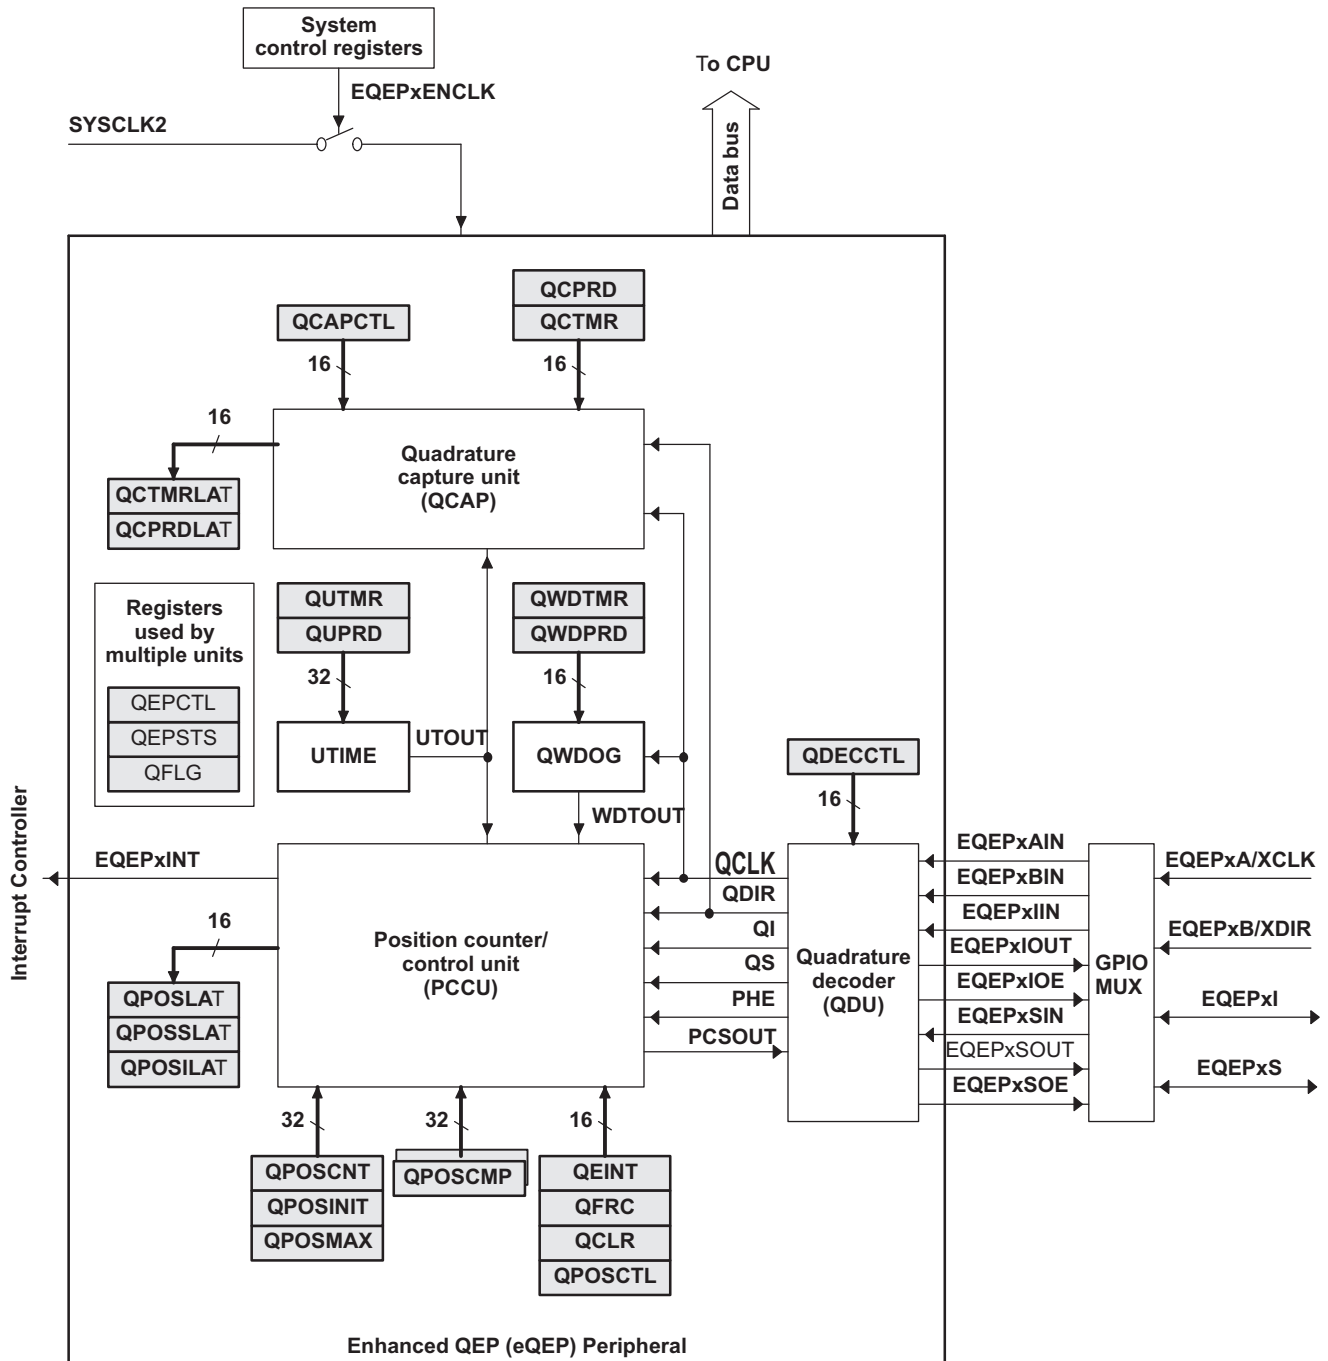 System
control registers
To CPU
EQEPxENCLK
SYSCLK2
Data bus
QCPRD
QCAPCTL
QCTMR
16
16
16
Quadrature
capture unit
(QCAP)
QCTMRLAT
QCPRDLAT
Registers
used by
multiple units
QEPCTL
QEPSTS
QFLG
QUTMR
QUPRD
QWDTMR
QWDPRD
32
16
UTIME
UTOUT
QWDOG
QDECCTL
WDTOUT
16
Interrupt Controller
EQEPxINT
16
Position counter/
control unit
(PCCU)
QCLK
QDIR
QI
QS
PHE
PCSOUT
Quadrature
decoder
(QDU)
EQEPxAIN
EQEPxBIN
EQEPxIIN
EQEPxIOUT
EQEPxIOE
EQEPxSIN
EQEPxSOUT
EQEPxSOE
GPIO
MUX
EQEPxA/XCLK
EQEPxB/XDIR
EQEPxI
EQEPxS
QPOSLAT
QPOSSLAT
QPOSILAT
32
32
16
QPOSCNT
QPOSINIT
QPOSMAX
QPOSCMP
QEINT
QFRC
QCLR
QPOSCTL
Enhanced QEP (eQEP) Peripheral